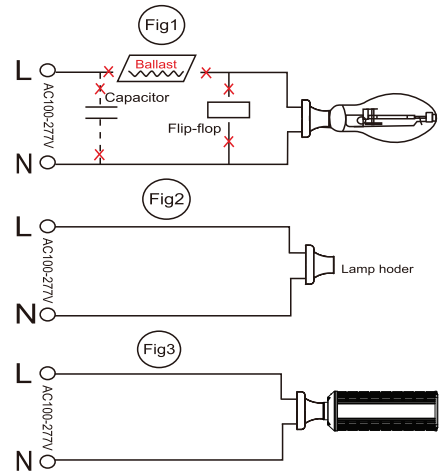 Fig1
L
Ballast
AC100-277V
Capacitor
Flip-flop
N
Fig2
L
AC100-277V
Lamp hoder
N
Fig3
L
AC100-277V
N